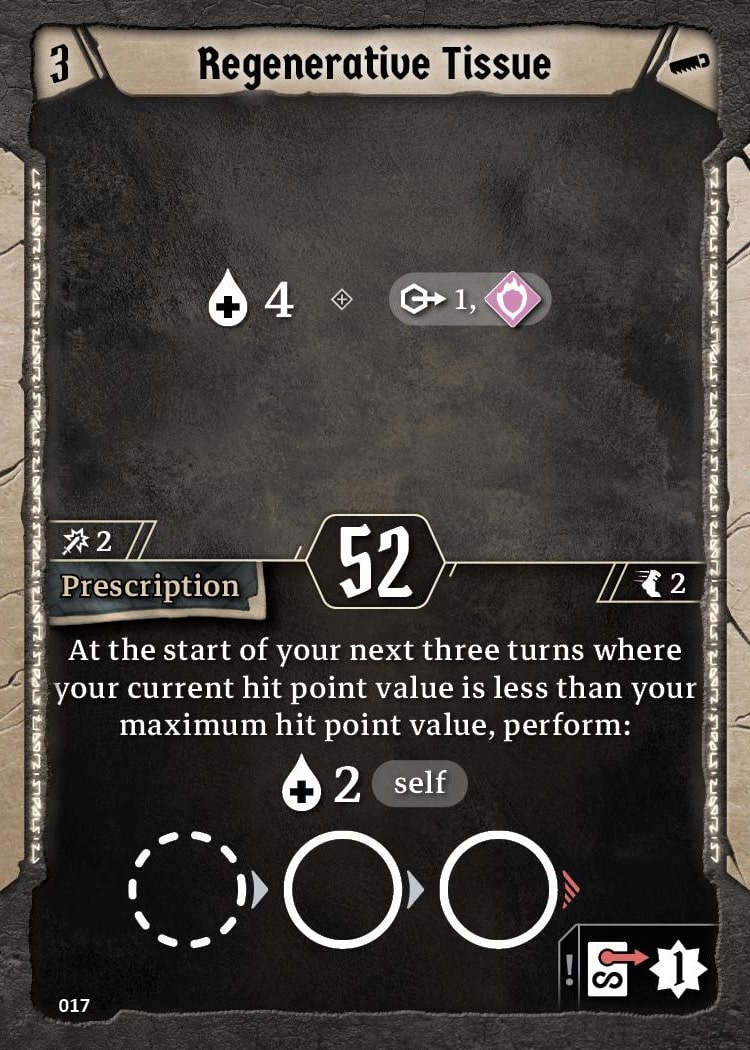 3 Regenerative Tissue
4 1,
2
52
Prescription
2
At the start of your next three turns where
your current hit point value is less than your
maximum hit point value, perform:
2 self
! 1
017